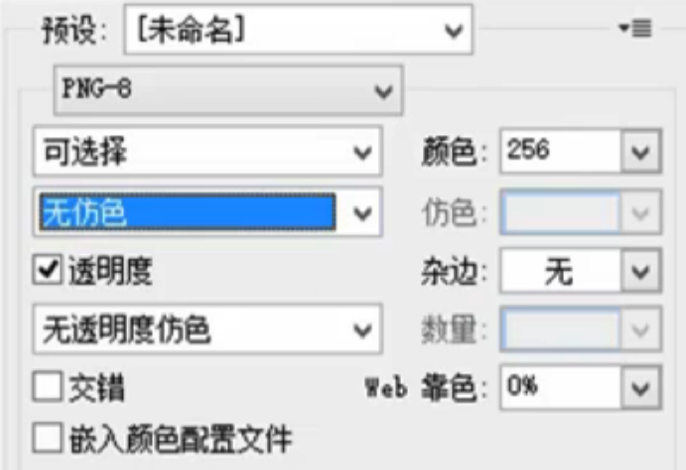 预设: [未命名]
PNG-8
可选择 颜色: 256
无仿色 仿色:
透明度 杂边: 无
无透明度仿色 数量:
交错 Web 靠色: 0%
嵌入颜色配置文件